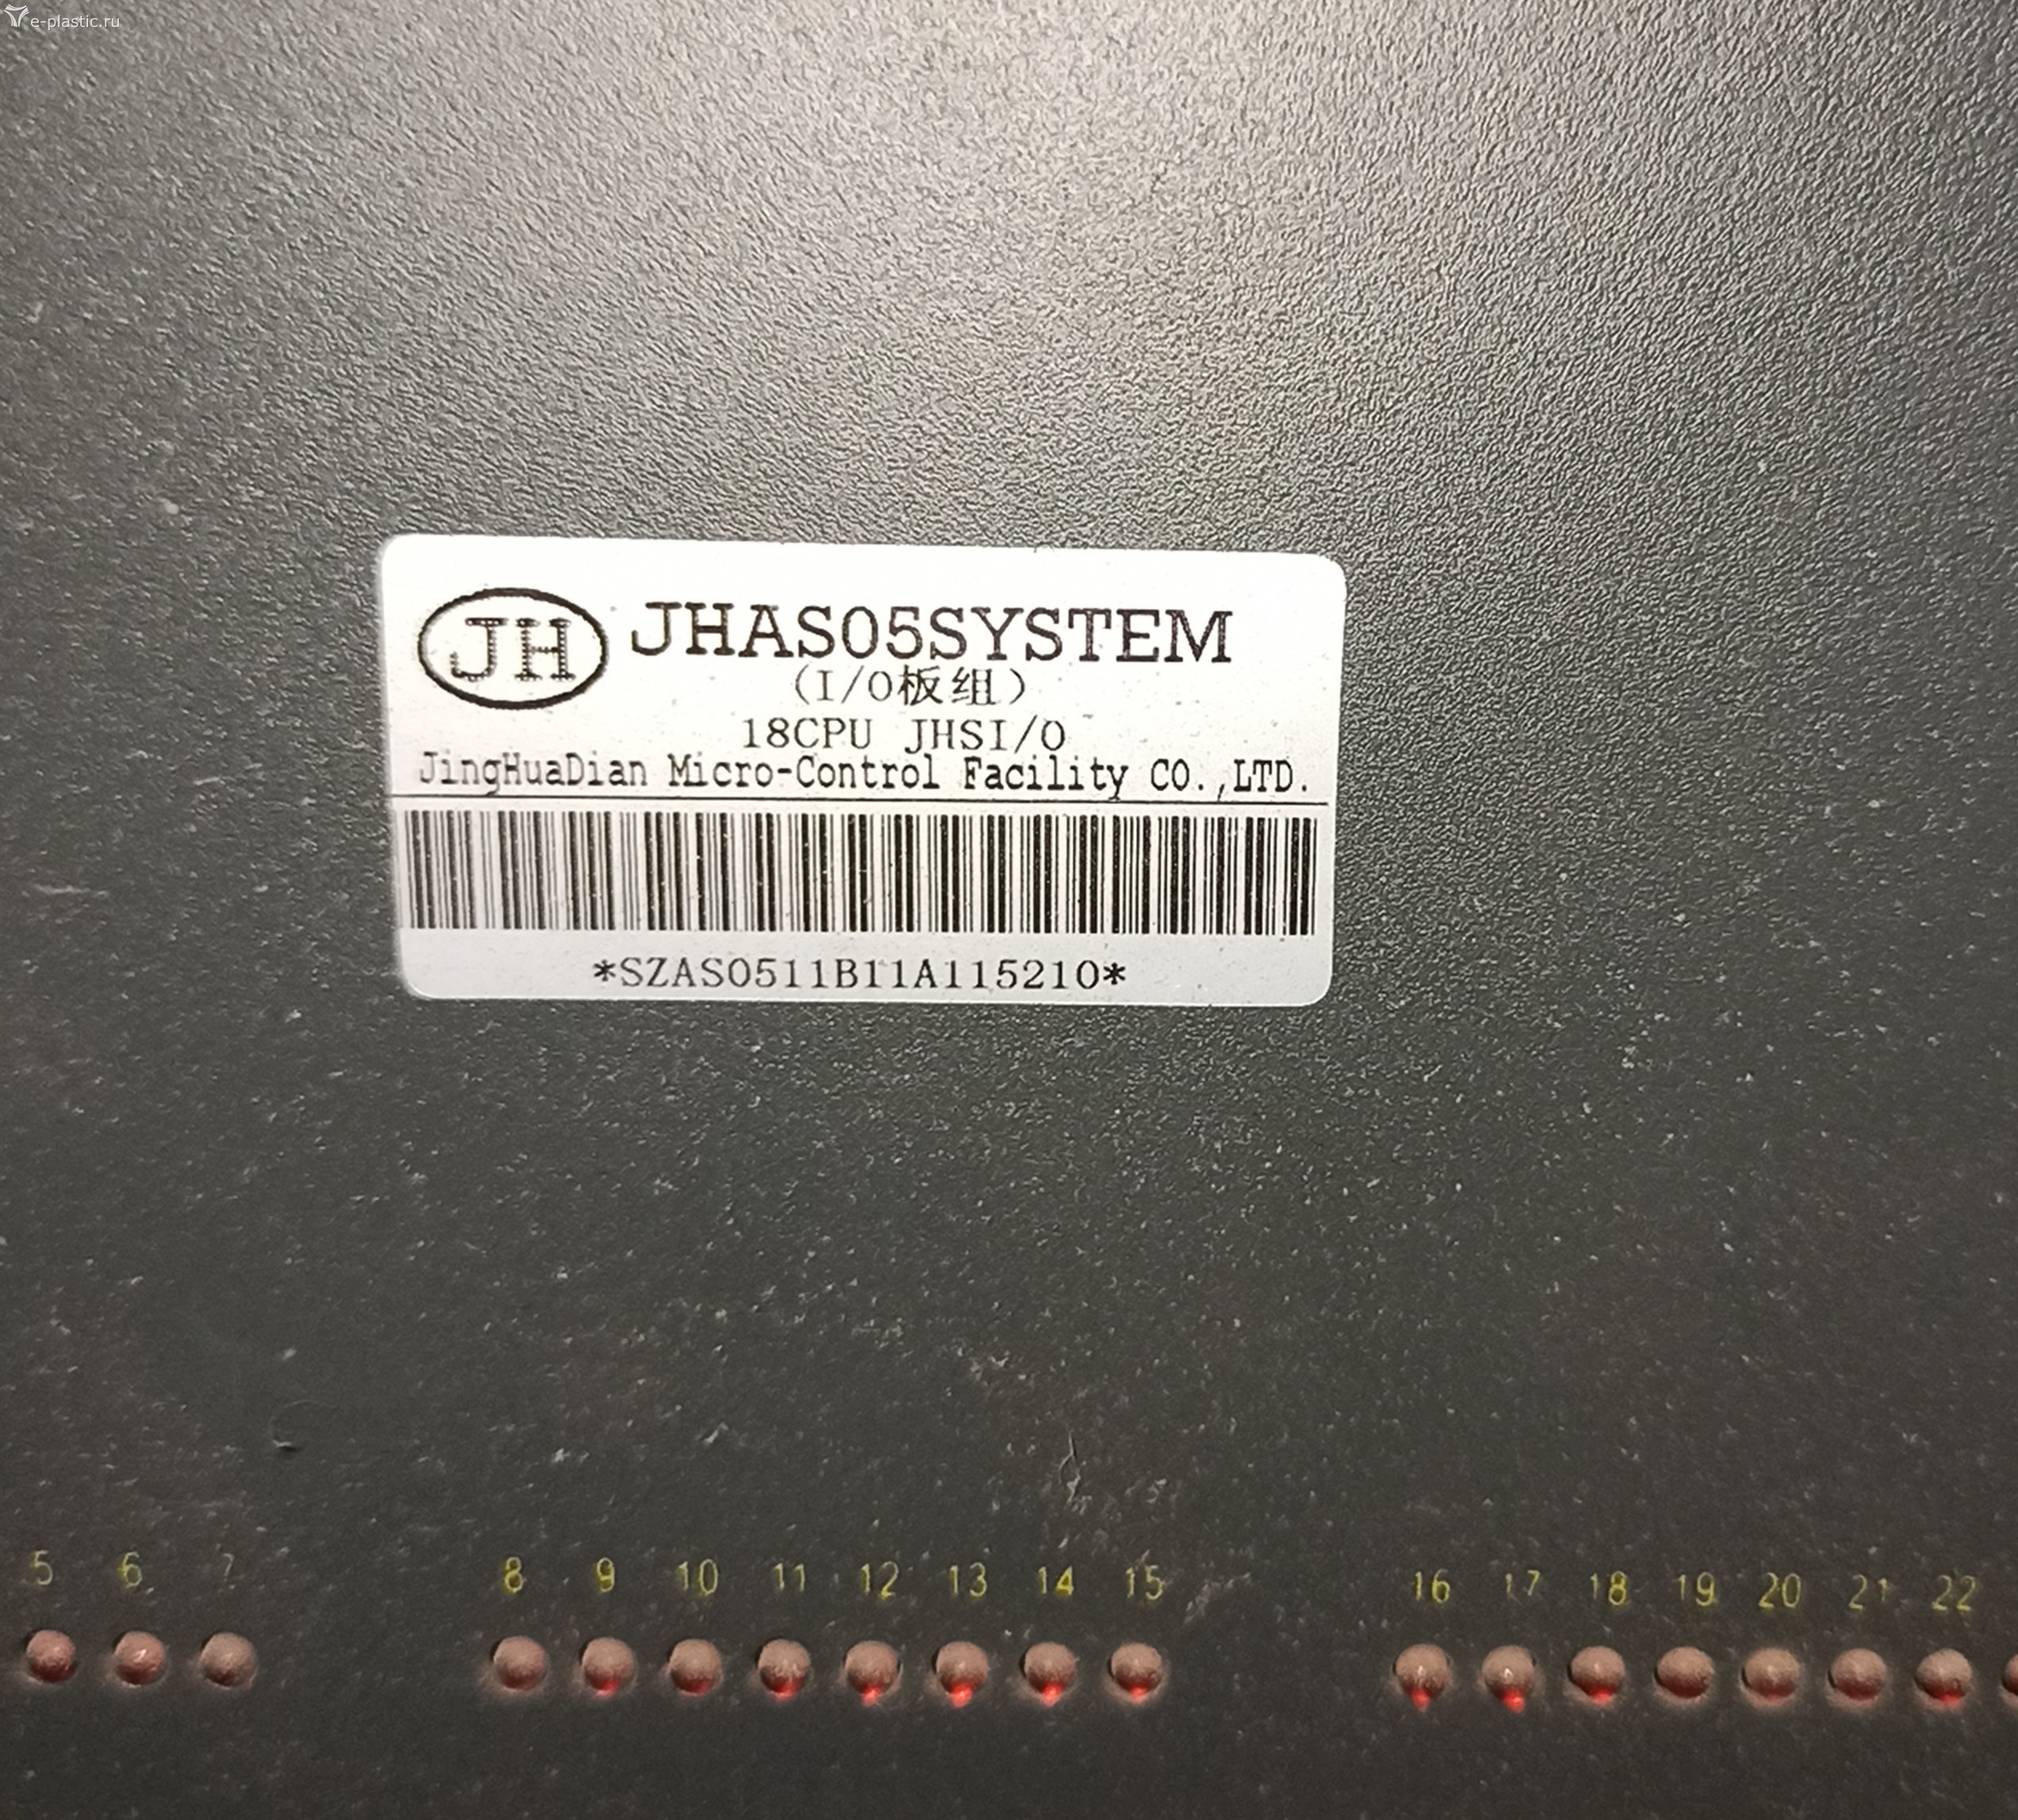 e-plastic.ru
JH
JHAS05SYSTEM
(I/O板组)
18CPU JHSI/O
JingHuaDian Micro-Control Facility CO.,LTD.
*SZAS0511B11A115210*
5 6 7 8 9 10 11 12 13 14 15 16 17 18 19 20 21 22